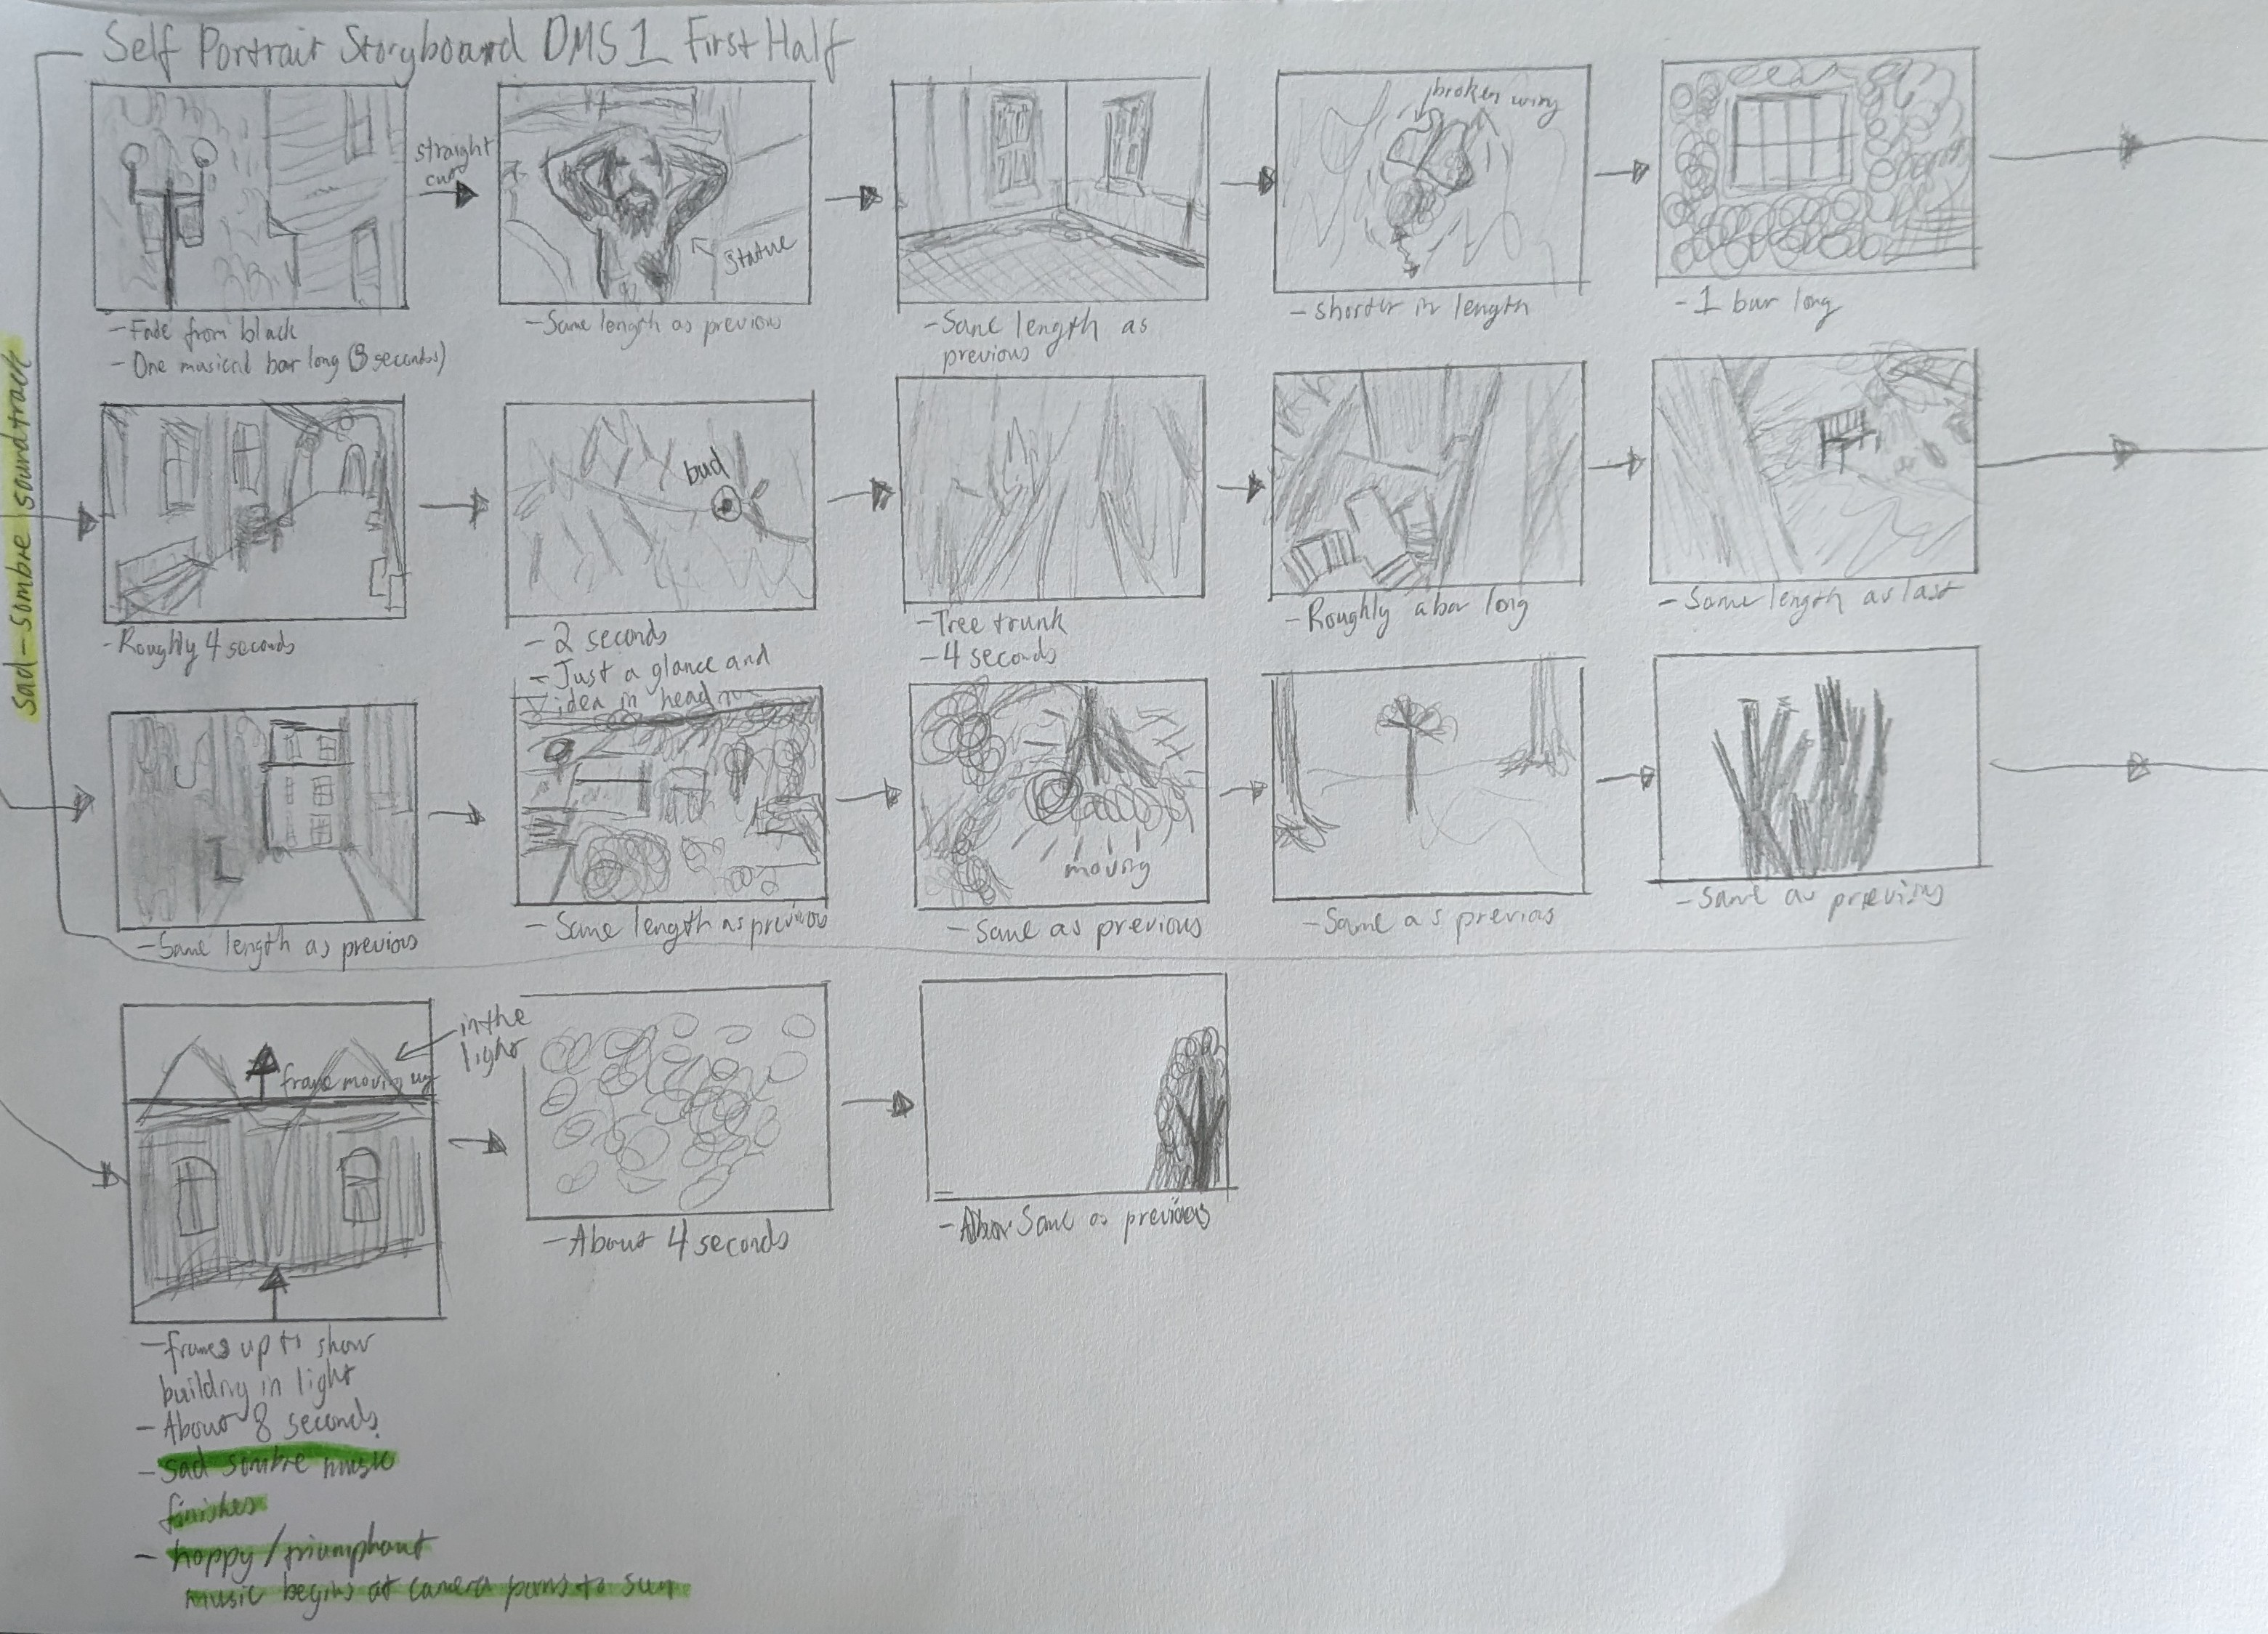 Self Portrait Storyboard DMS 1 First Half
Sad-Sombre soundtrack
straight
cut
statue
broken wing
- Fade from black
- One musical bar long (3 seconds)
- Same length as previous
- Same length as
previous
- shorter in length
- 1 bar long
bud
- Roughly 4 seconds
- 2 seconds
- Just a glance and
idea in head
- Tree trunk
- 4 seconds
- Roughly a bar long
- Same length as last
moving
- Same length as previous
- Same length as previous
- Same as previous
- Same as previous
- Same as previous
in the
light
frame moving up
- frames up to show
building in light
- About 8 seconds
- Sad sombre music
finishes
- happy/triumphant
music begins at camera pans to sun
- About 4 seconds
- Same as previous